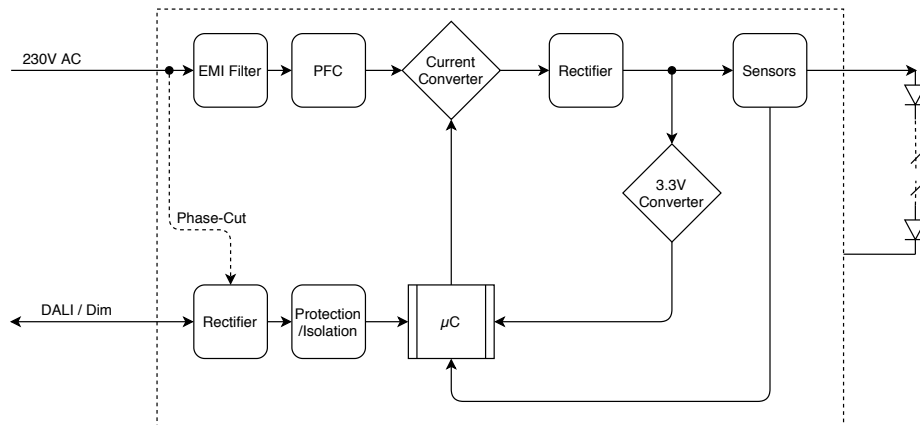 230V AC
EMI Filter
PFC
Current
Converter
Rectifier
Sensors
3.3V
Converter
Phase-Cut
DALI / Dim
Rectifier
Protection
/Isolation
µC